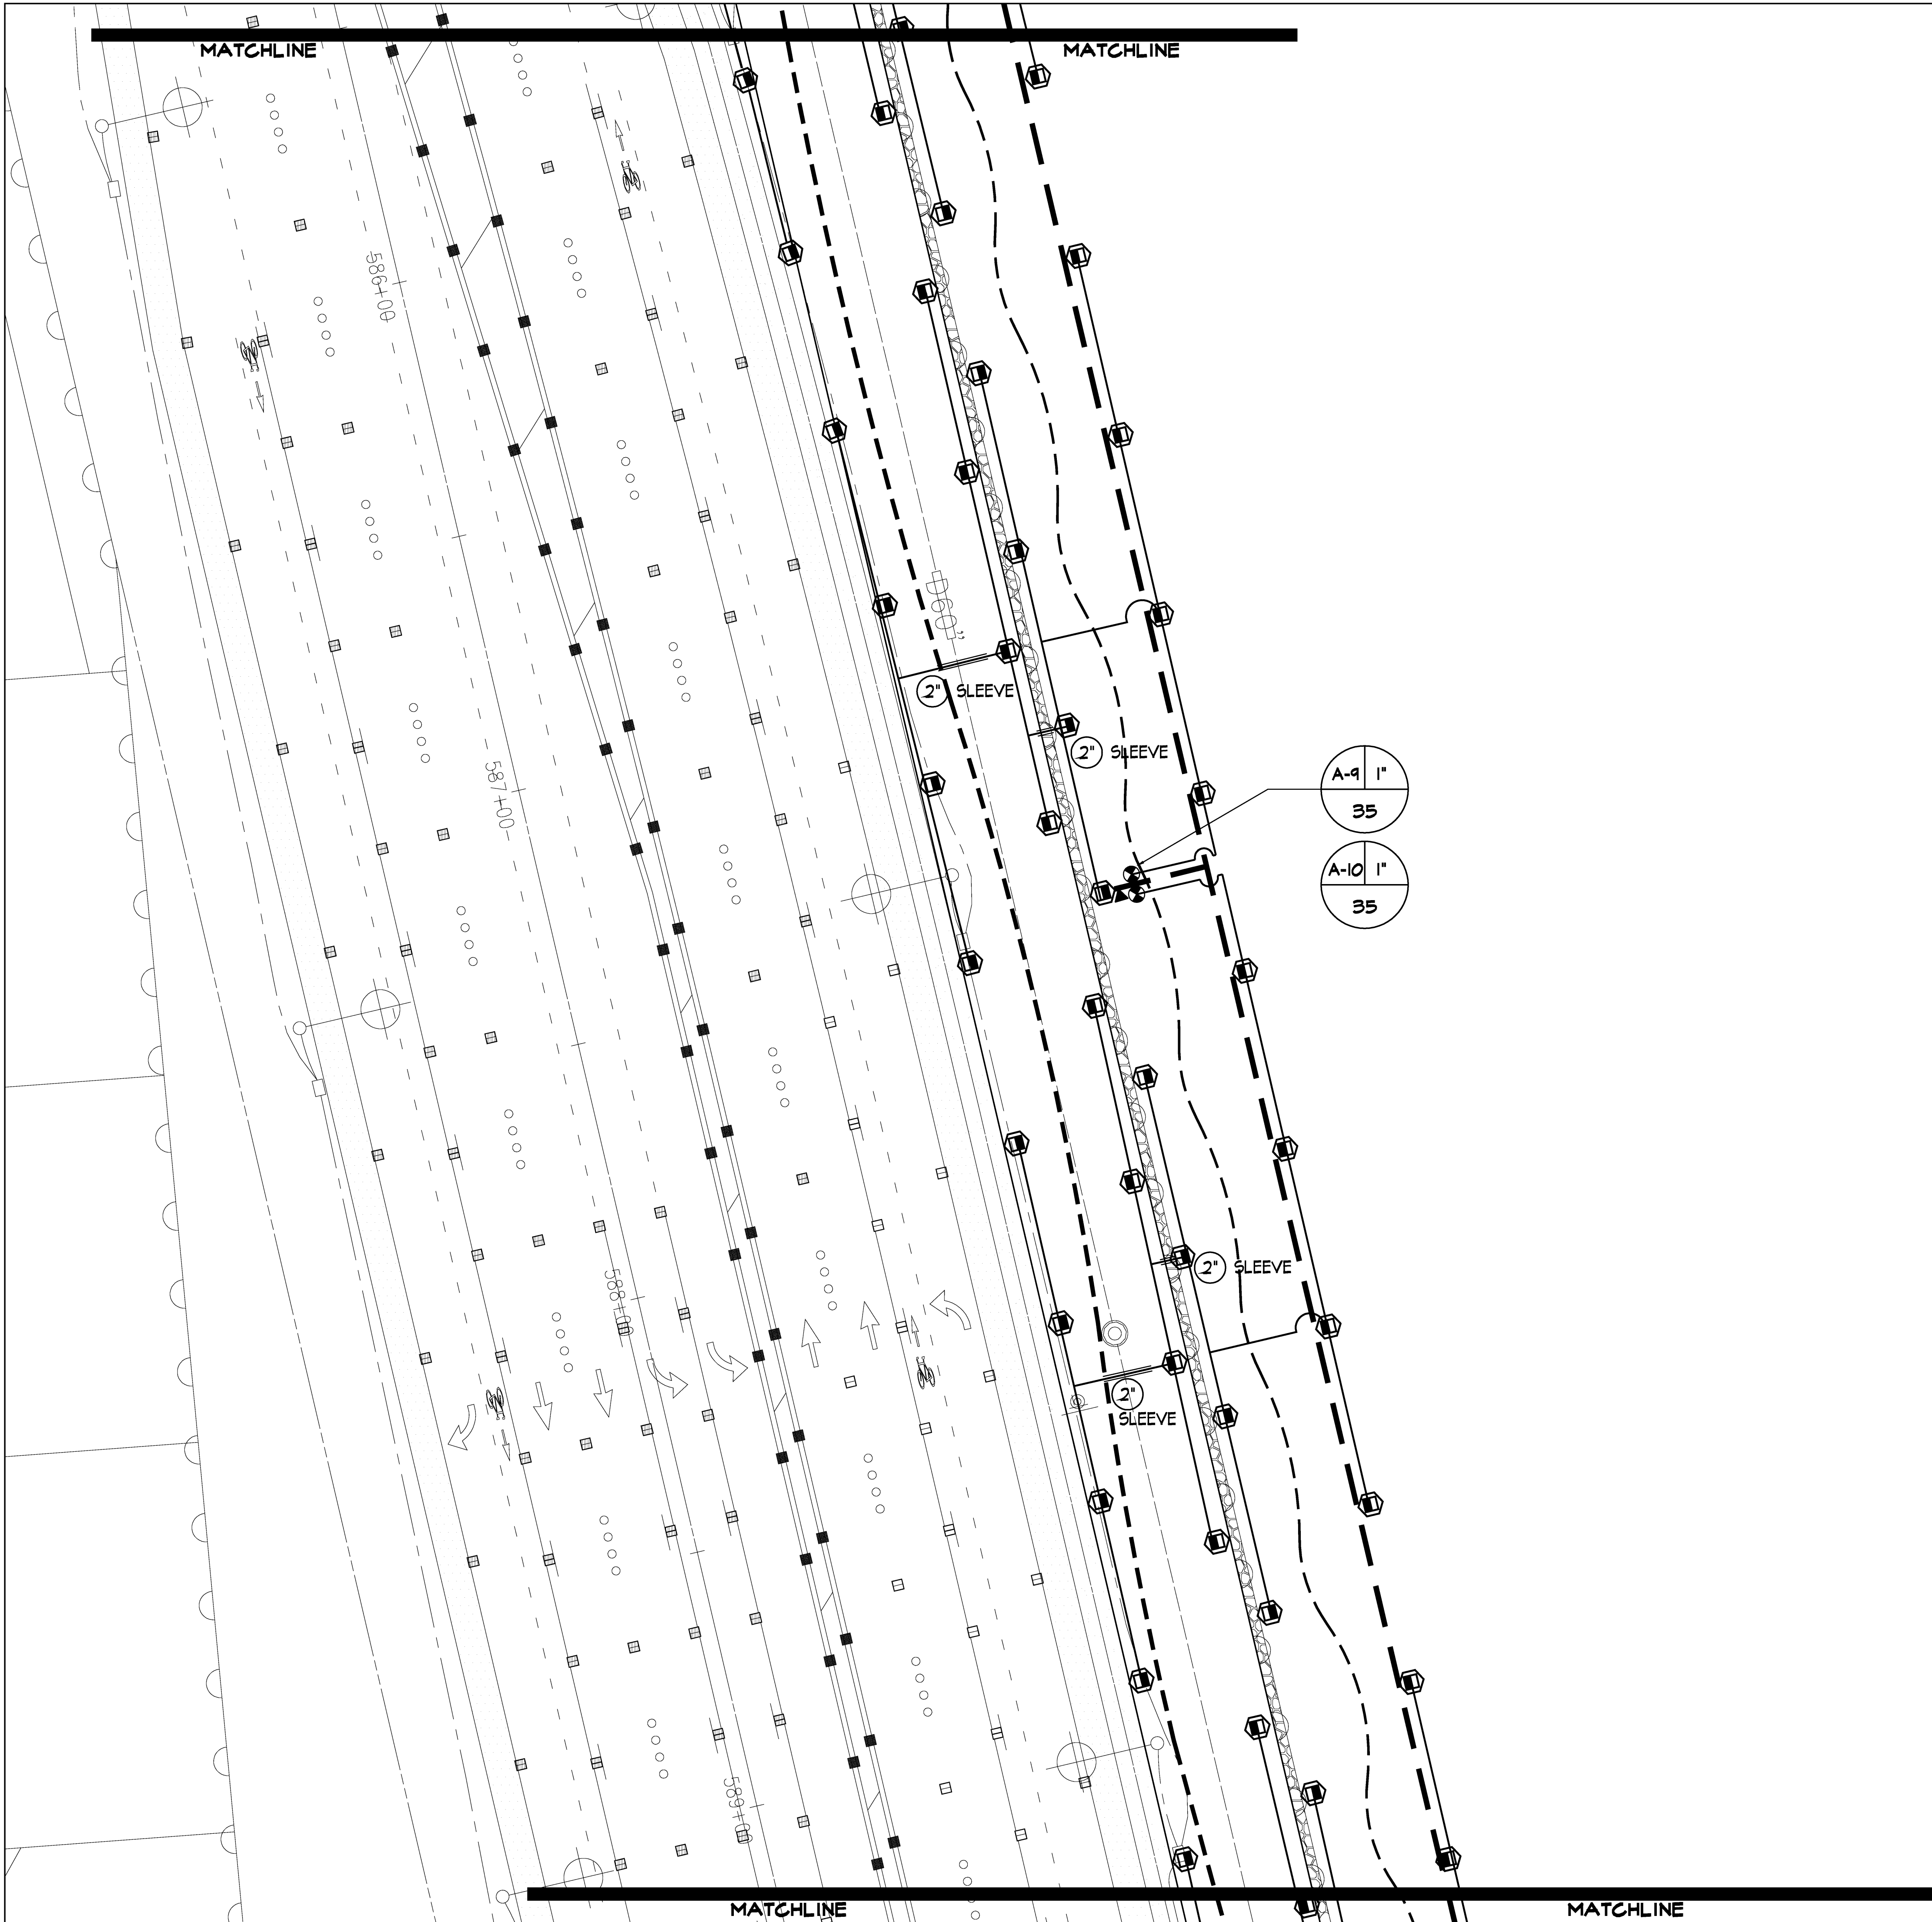 MATCHLINE MATCHLINE
586+00
D60"
2" SLEEVE
2" SLEEVE
587+00
A-9 1"
35
A-10 1"
35
2" SLEEVE
588+00
2"
SLEEVE
589+00
MATCHLINE MATCHLINE